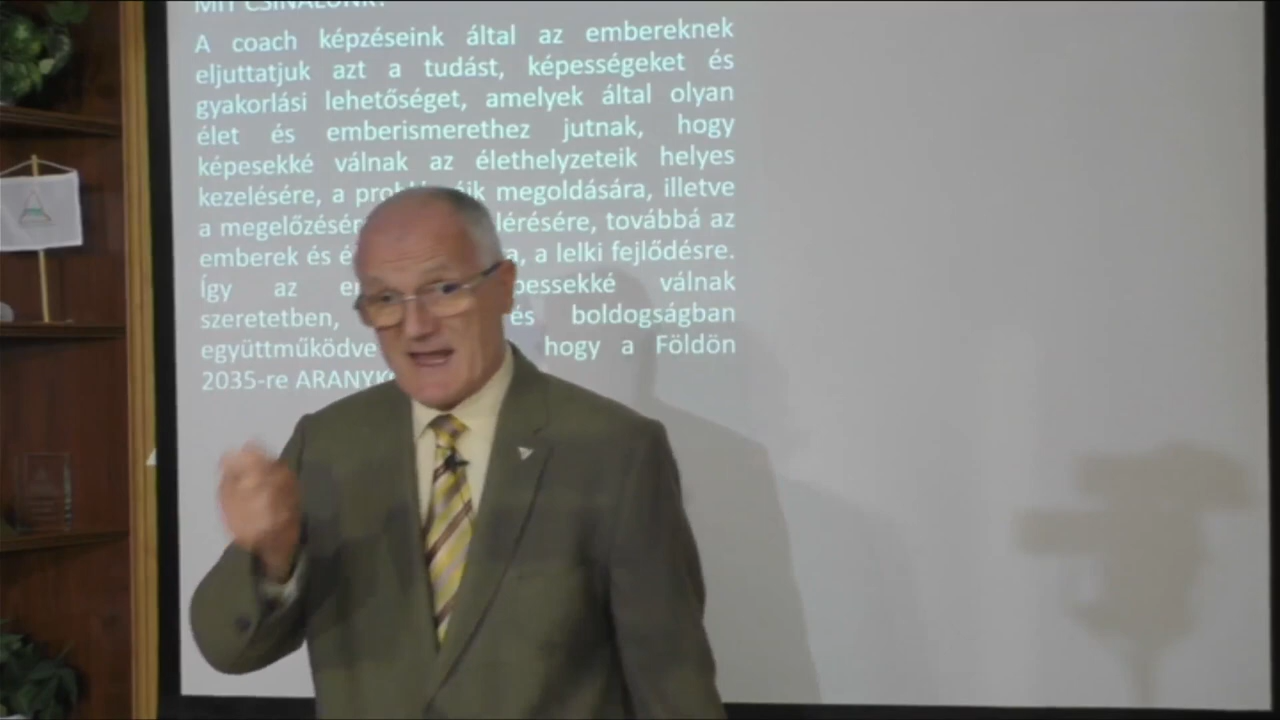 MIT CSINÁLUNK?
A coach képzéseink által az embereknek
eljuttatjuk azt a tudást, képességeket és
gyakorlási lehetőséget, amelyek által olyan
élet és emberismerethez jutnak, hogy
képesekké válnak az élethelyzeteik helyes
kezelésére, a megoldására, illetve
a továbbá az
emberek és a lelki fejlődésre.
Így az válnak
szeretetben, és boldogságban
együttműködve hogy a Földön
2035-re